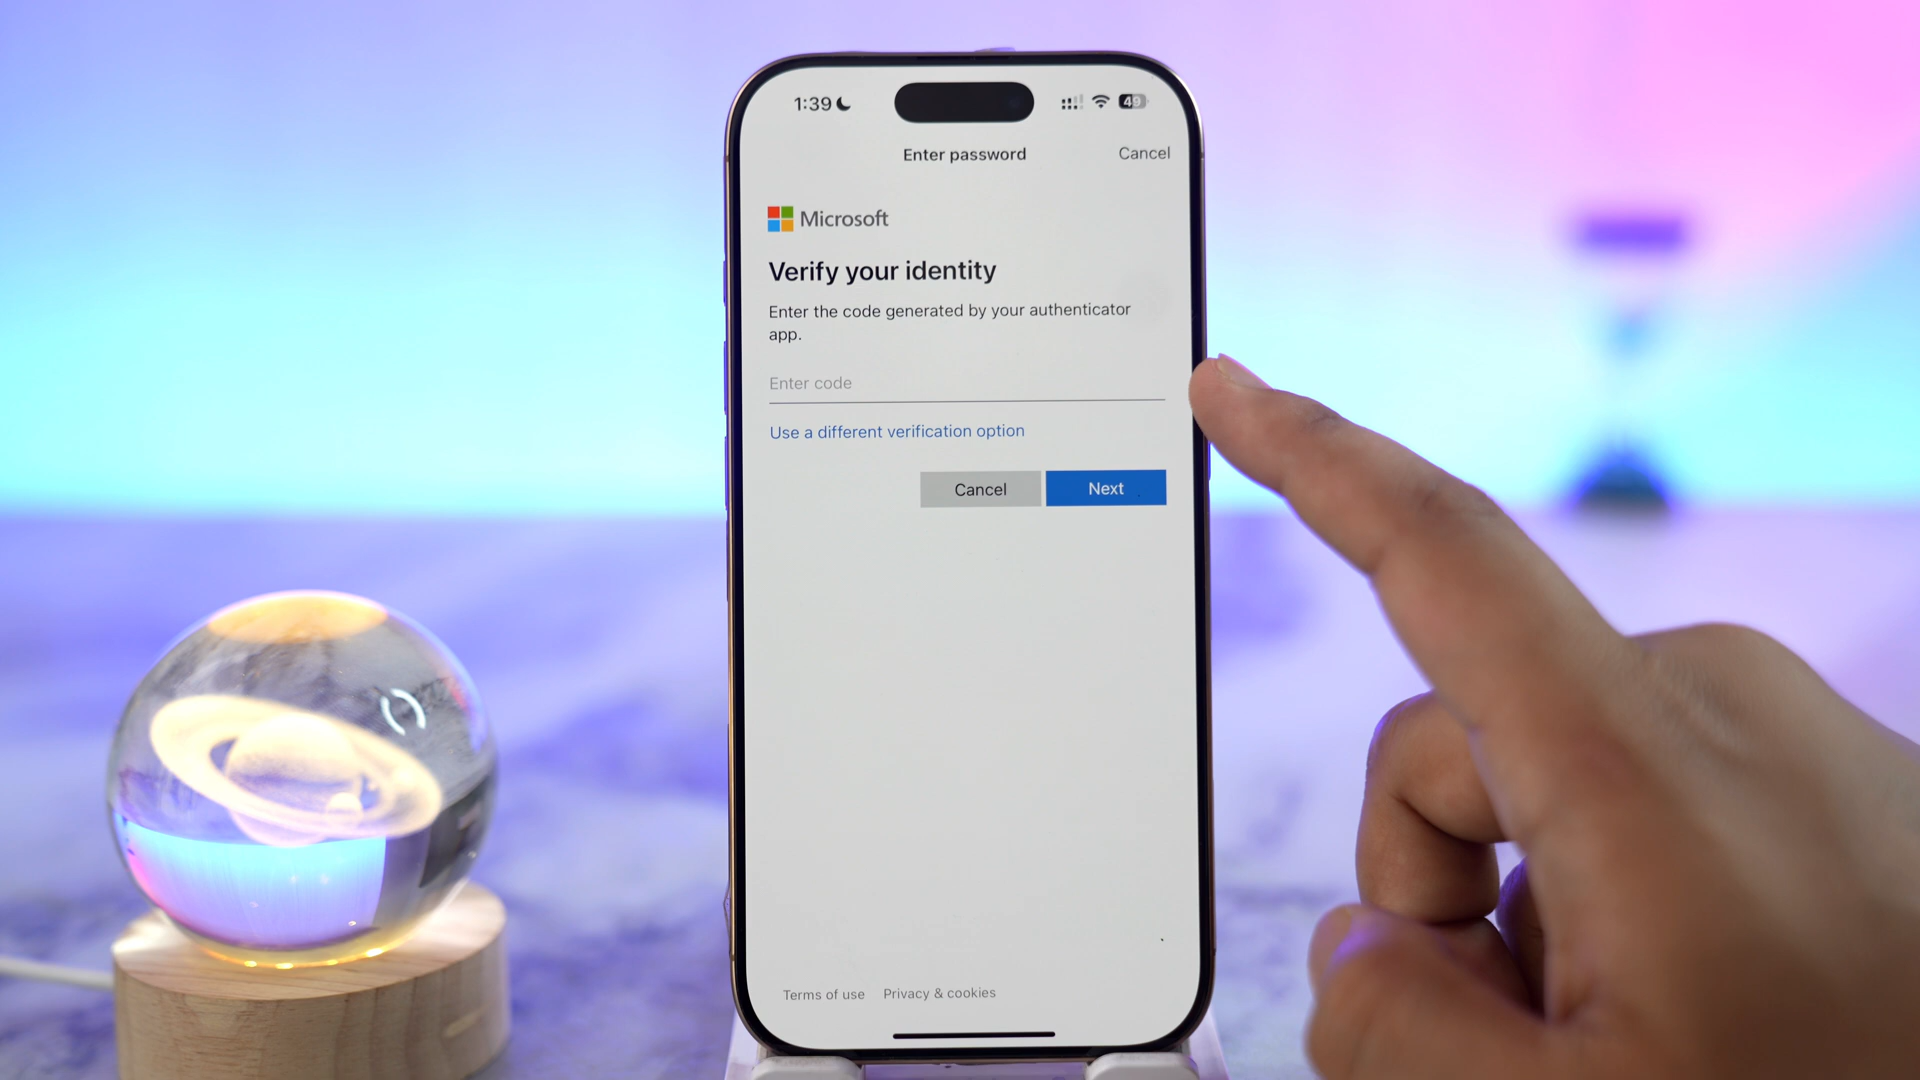 1:39
49
Enter password
Cancel
Microsoft
Verify your identity
Enter the code generated by your authenticator
app.
Enter code
Use a different verification option
Cancel
Next
Terms of use
Privacy & cookies